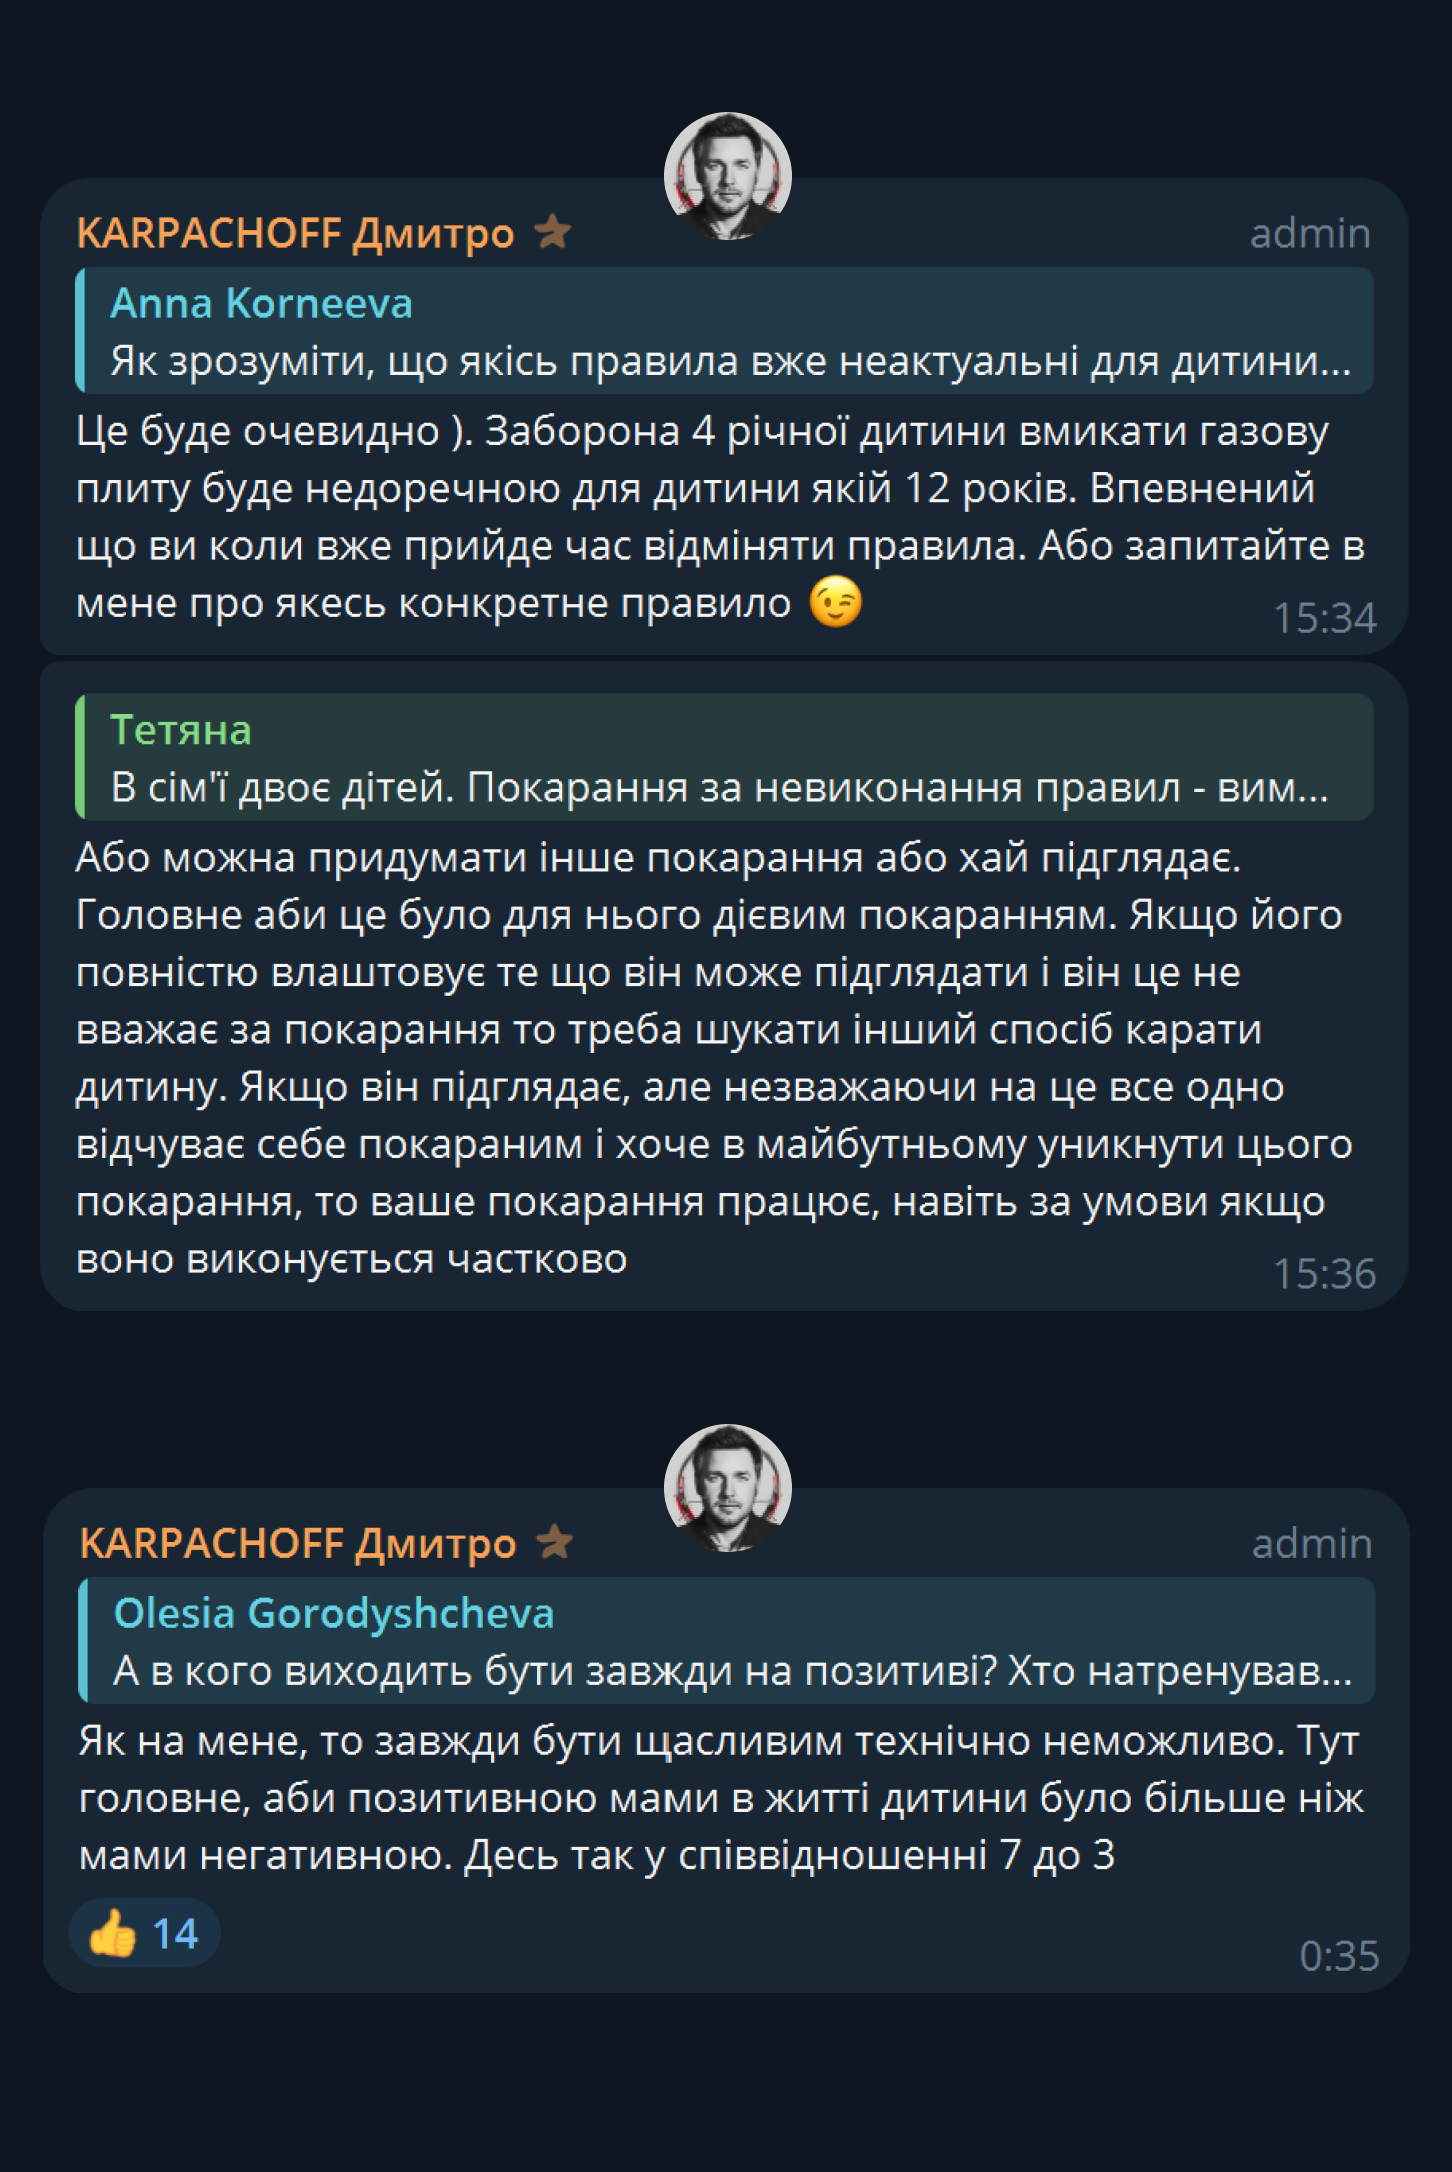 KARPACHOFF Дмитро
admin
Anna Korneeva
Як зрозуміти, що якісь правила вже неактуальні для дитини...
Це буде очевидно ). Заборона 4 річної дитини вмикати газову
плиту буде недоречною для дитини якій 12 років. Впевнений
що ви коли вже прийде час відміняти правила. Або запитайте в
мене про якесь конкретне правило 😉
15:34
Тетяна
В сім'ї двоє дітей. Покарання за невиконання правил - вим...
Або можна придумати інше покарання або хай підглядає.
Головне аби це було для нього дієвим покаранням. Якщо його
повністю влаштовує те що він може підглядати і він це не
вважає за покарання то треба шукати інший спосіб карати
дитину. Якщо він підглядає, але незважаючи на це все одно
відчуває себе покараним і хоче в майбутньому уникнути цього
покарання, то ваше покарання працює, навіть за умови якщо
воно виконується частково
15:36
KARPACHOFF Дмитро
admin
Olesia Gorodyshcheva
А в кого виходить бути завжди на позитиві? Хто натренував...
Як на мене, то завжди бути щасливим технічно неможливо. Тут
головне, аби позитивною мами в житті дитини було більше ніж
мами негативною. Десь так у співвідношенні 7 до 3
👍 14
0:35